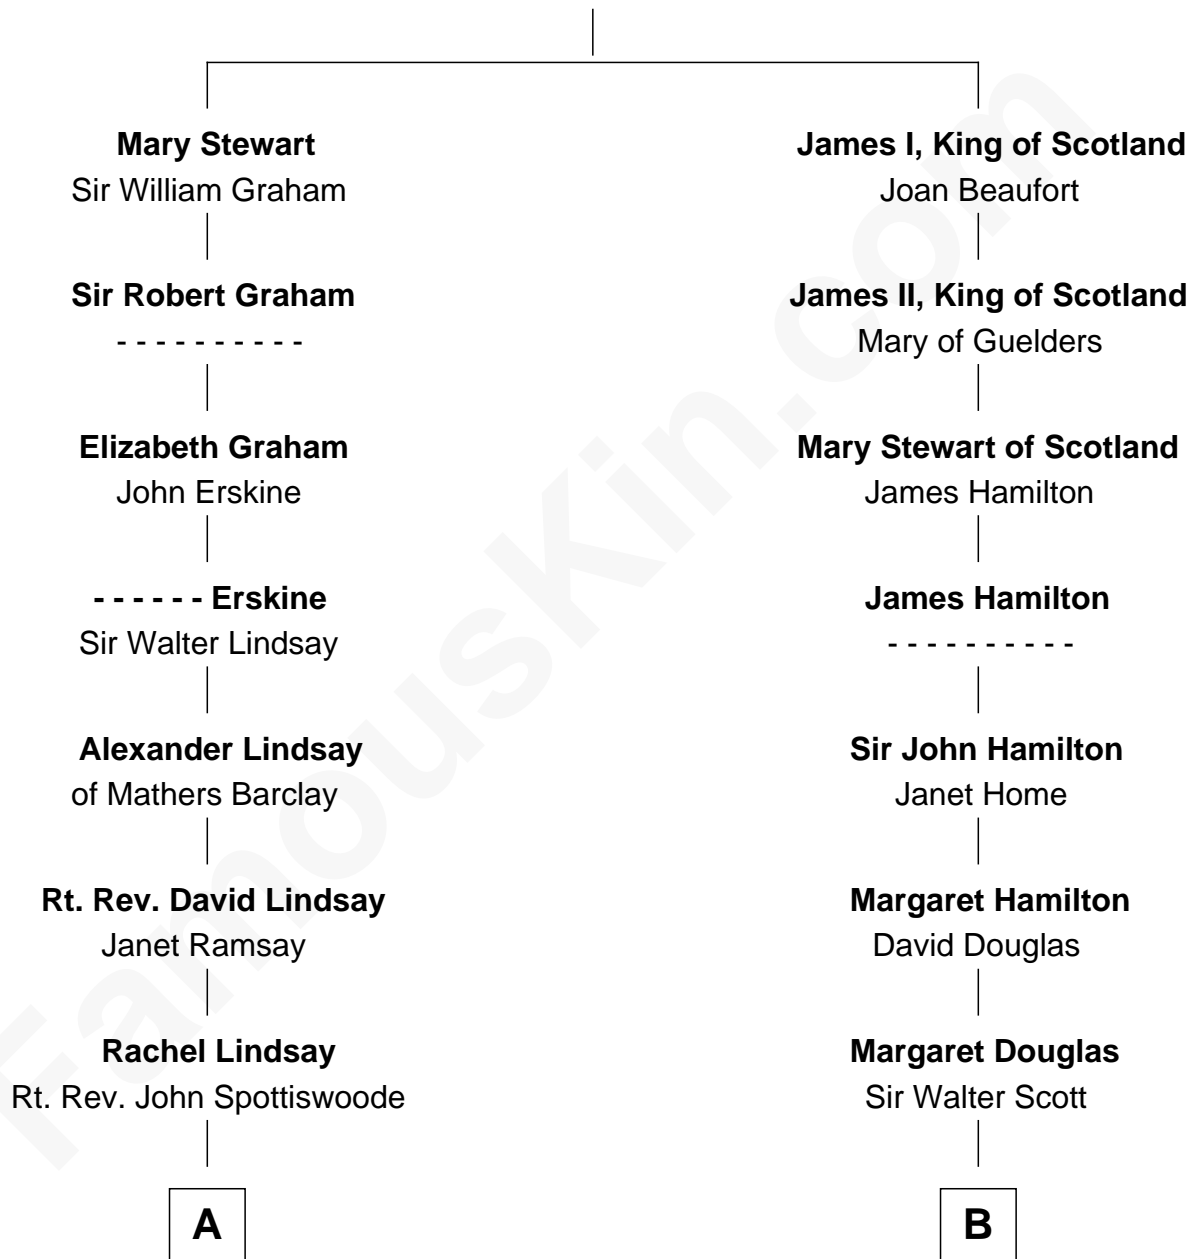 Mary Stewart
Sir William Graham
Sir Robert Graham
- - - - - - - - - -
Elizabeth Graham
John Erskine
- - - - - - Erskine
Sir Walter Lindsay
Alexander Lindsay
of Mathers Barclay
Rt. Rev. David Lindsay
Janet Ramsay
Rachel Lindsay
Rt. Rev. John Spottiswoode
A
James I, King of Scotland
Joan Beaufort
James II, King of Scotland
Mary of Guelders
Mary Stewart of Scotland
James Hamilton
James Hamilton
- - - - - - - - - -
Sir John Hamilton
Janet Home
Margaret Hamilton
David Douglas
Margaret Douglas
Sir Walter Scott
B
FamousKin.com